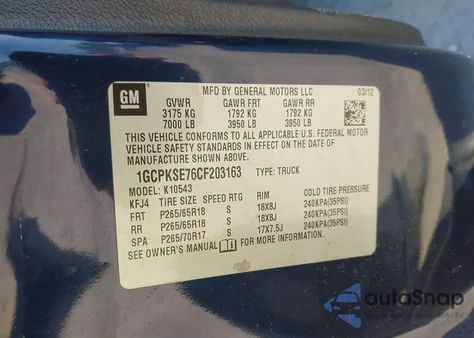 MFD BY GENERAL MOTORS LLC 03/12
GM
GVWR GAWR FRT GAWR RR
3175 KG 1792 KG 1792 KG
7000 LB 3950 LB 3950 LB
THIS VEHICLE CONFORMS TO ALL APPLICABLE U.S. FEDERAL MOTOR
VEHICLE SAFETY STANDARDS IN EFFECT ON THE DATE OF
MANUFACTURE SHOWN ABOVE.
1GCPKSE76CF203163 TYPE: TRUCK
MODEL: K10543
KFJ4 TIRE SIZE SPEED RTG RIM COLD TIRE PRESSURE
FRT P265/65R18 S 18X8J 240KPA(35PSI)
RR P265/65R18 S 18X8J 240KPA(35PSI)
SPA P265/70R17 S 17X7.5J 240KPA(35PSI)
SEE OWNER'S MANUAL FOR MORE INFORMATION.
autoSnap